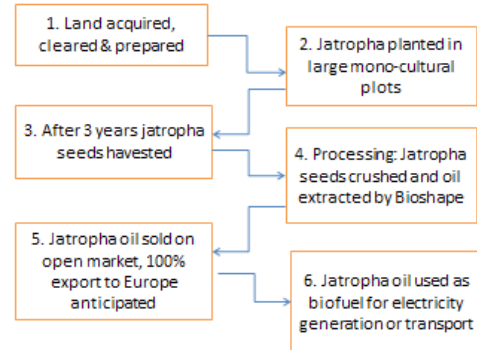 1. Land acquired,
cleared & prepared
2. Jatropha planted in
large mono-cultural
plots
3. After 3 years jatropha
seeds havested
4. Processing: Jatropha
seeds crushed and oil
extracted by Bioshape
5. Jatropha oil sold on
open market, 100%
export to Europe
anticipated
6. Jatropha oil used as
biofuel for electricity
generation or transport